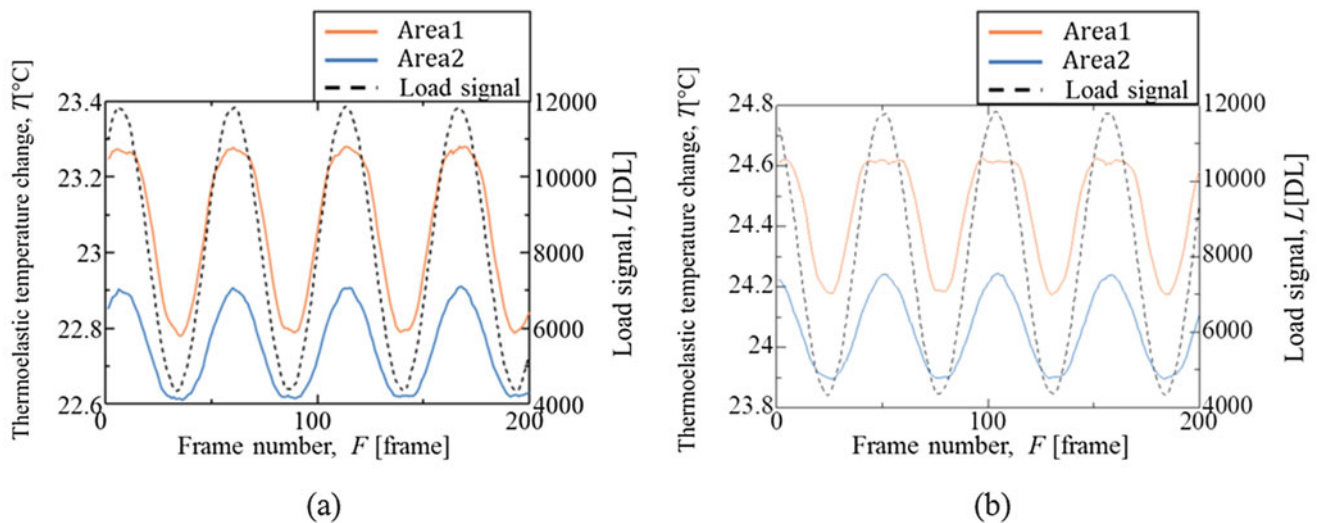 Area1
Area2
Load signal
Thermoelastic temperature change, T[°C]
23.4
23.2
23
22.8
22.6
12000
10000
8000
6000
4000
Load signal, L[DL]
0
100
200
Frame number, F [frame]
(a)
Area1
Area2
Load signal
Thermoelastic temperature change, T[°C]
24.8
24.6
24.4
24.2
24
23.8
12000
10000
8000
6000
4000
Load signal, L[DL]
0
100
200
Frame number, F [frame]
(b)